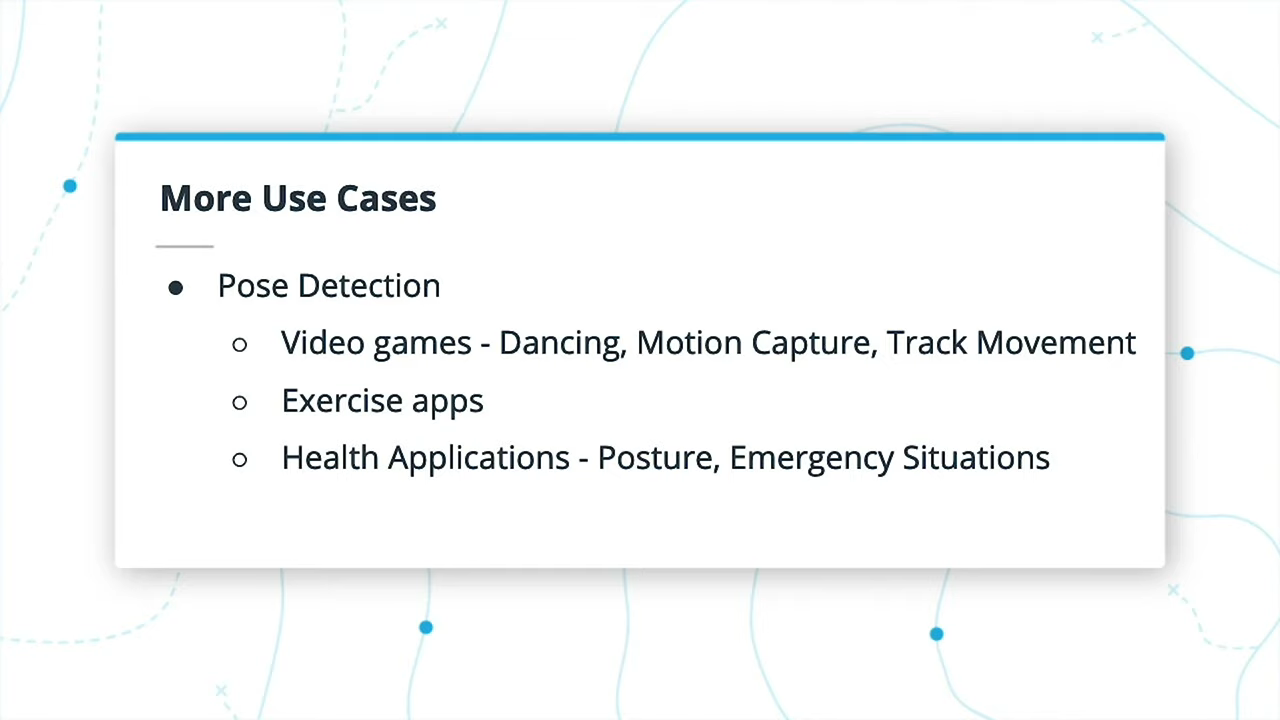 More Use Cases
● Pose Detection
○ Video games - Dancing, Motion Capture, Track Movement
○ Exercise apps
○ Health Applications - Posture, Emergency Situations